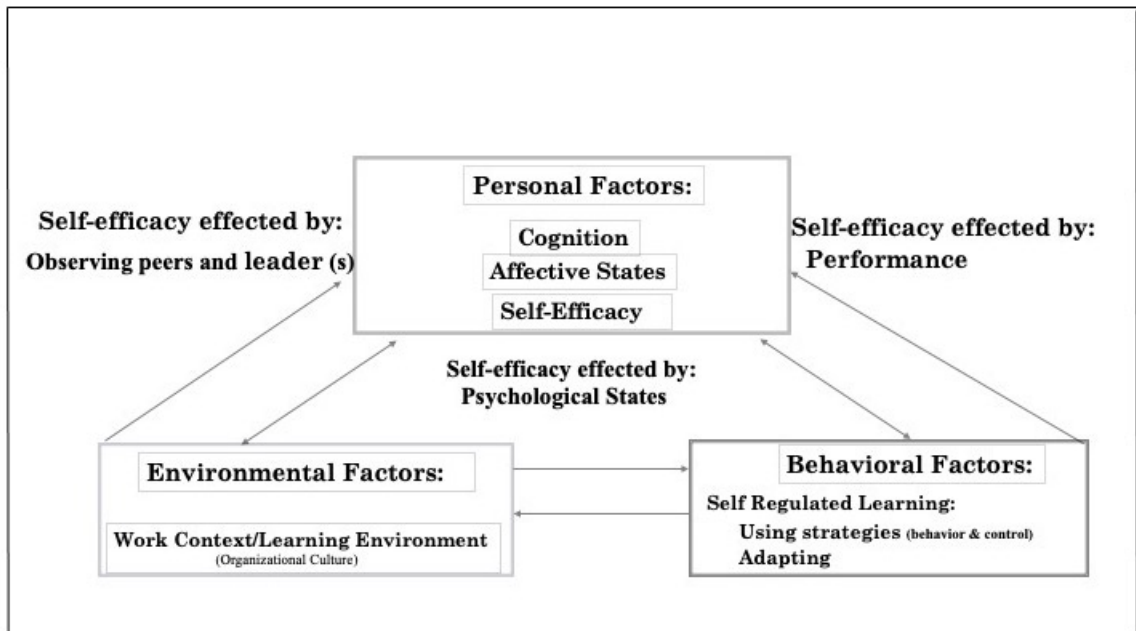 Personal Factors:
Cognition
Affective States
Self-Efficacy
Self-efficacy effected by:
Observing peers and leader (s)
Self-efficacy effected by:
Performance
Self-efficacy effected by:
Psychological States
Environmental Factors:
Work Context/Learning Environment
(Organizational Culture)
Behavioral Factors:
Self Regulated Learning:
Using strategies (behavior & control)
Adapting